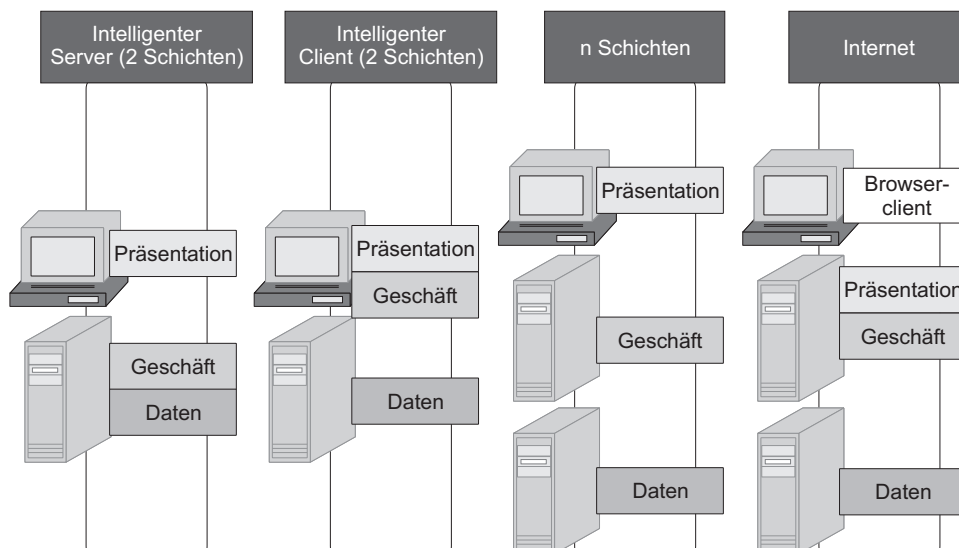 Intelligenter
Server (2 Schichten)
Intelligenter
Client (2 Schichten)
n Schichten
Internet
Präsentation
Geschäft
Daten
Präsentation
Geschäft
Daten
Präsentation
Geschäft
Daten
Browser-
client
Präsentation
Geschäft
Daten